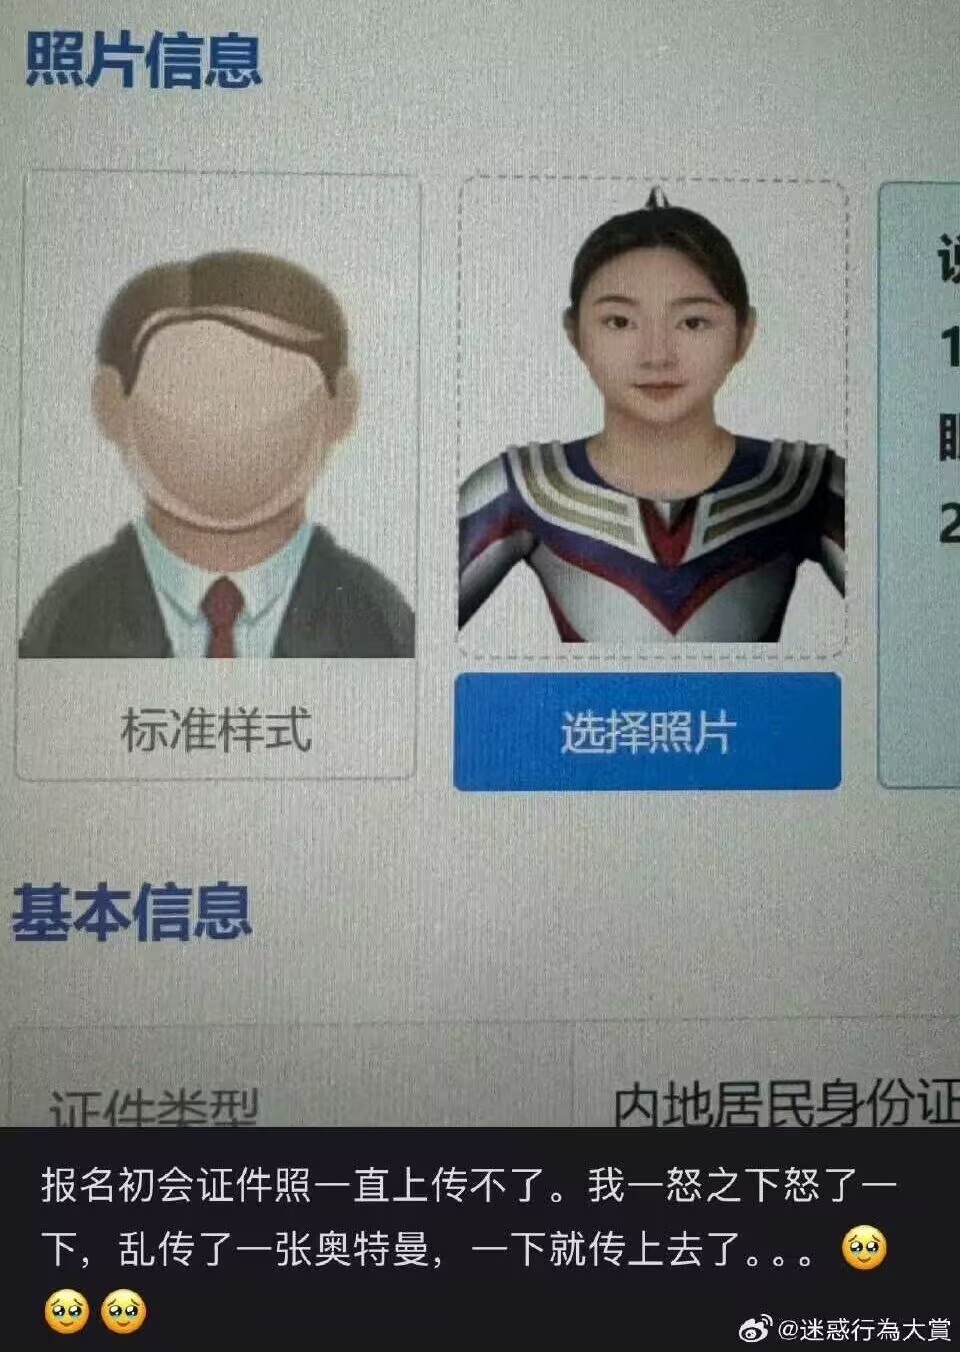 照片信息
标准样式
选择照片
1
2
基本信息
证件类型
内地居民身份证
报名初会证件照一直上传不了。我一怒之下怒了一
下，乱传了一张奥特曼，一下就传上去了。。。🥹
🥹🥹
@迷惑行為大賞